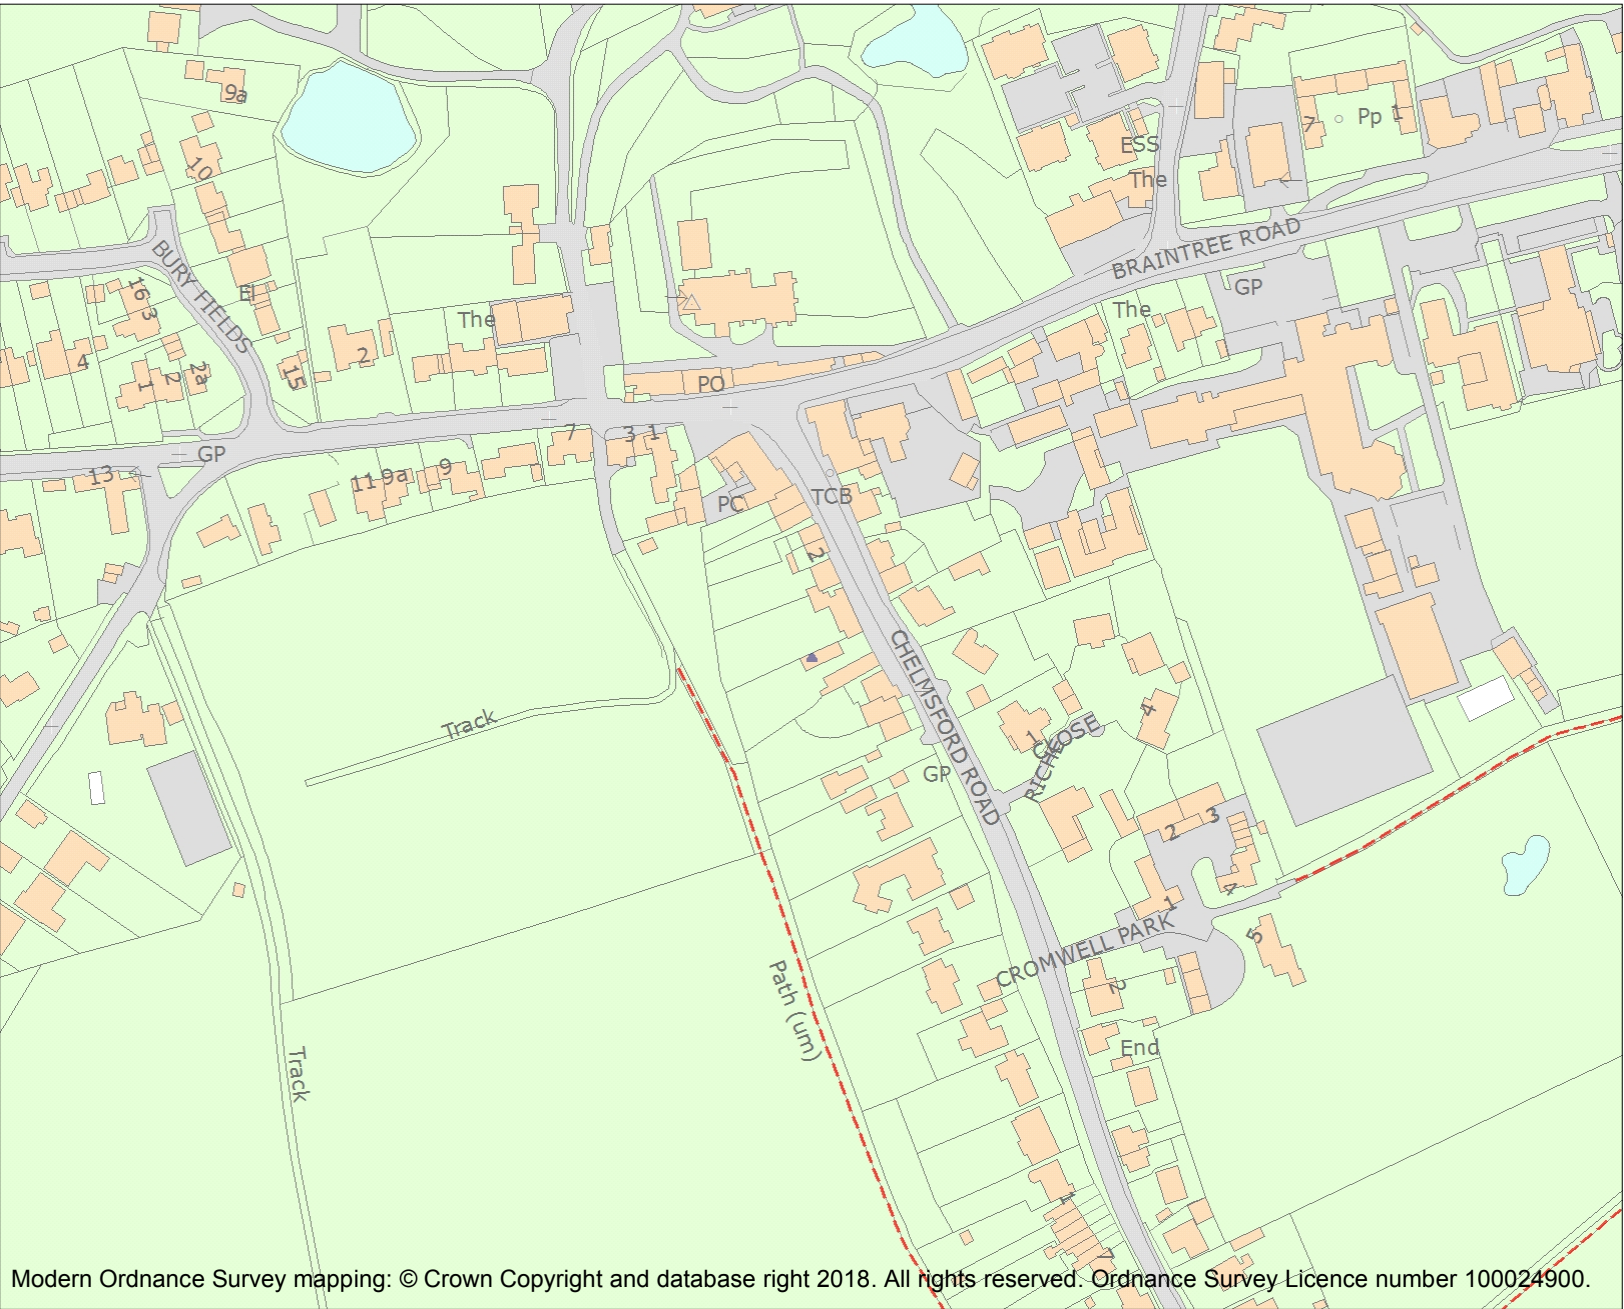 9a
ESS
7
Pp
1
The
10
BRAINTREE ROAD
BURY FIELDS
GP
El
16
3
The
The
4
2
1
2
2a
15
PO
7
3
1
GP
13
11
9a
9
PC
TCB
2
CHELMSFORD ROAD
4
Track
1
RICHE
CLOSE
GP
2
3
4
1
5
CROMWELL PARK
2
Path (um)
End
Track
1
7
Modern Ordnance Survey mapping: © Crown Copyright and database right 2018. All rights reserved. Ordnance Survey Licence number 100024900.